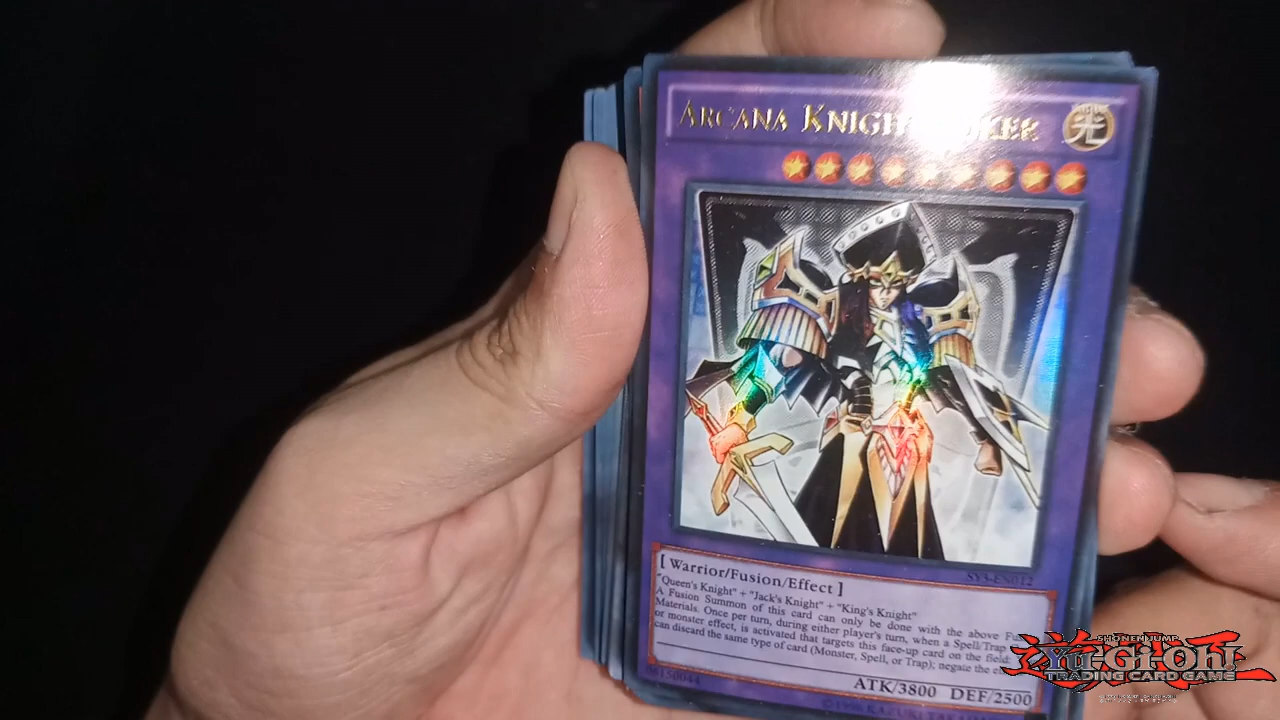 ARCANA KNIGHT JOKER
光
SY3-EN012
[ Warrior/Fusion/Effect ]
"Queen's Knight" + "Jack's Knight" + "King's Knight"
A Fusion Summon of this card can only be done with the above
Materials. Once per turn, during either player's turn, when a Spell/Trap
or monster effect, is activated that targets this face-up card on the field:
can discard the same type of card (Monster, Spell, or Trap); negate the
ATK/3800 DEF/2500
SHONEN JUMP
Yu-Gi-Oh!
TRADING CARD GAME